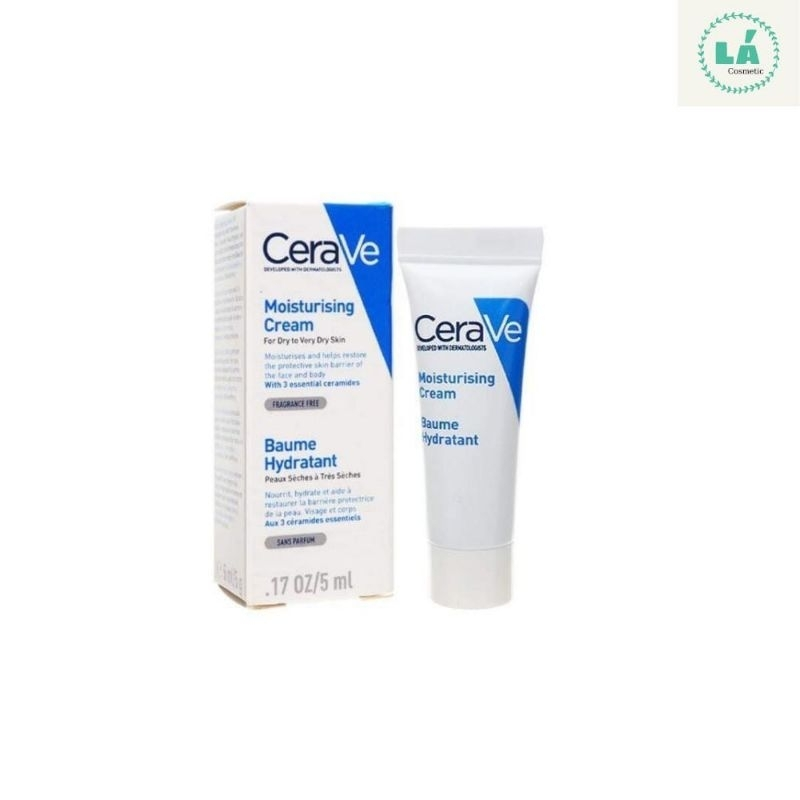 LÁ
Cosmetic
CeraVe
DEVELOPED WITH DERMATOLOGISTS
Moisturising
Cream
For Dry to Very Dry Skin
Moisturises and helps restore
the protective skin barrier of
the face and body
With 3 essential ceramides
FRAGRANCE FREE
Baume
Hydratant
Peaux Sèches à Très Sèches
Nourrit, hydrate et aide à
restaurer la barrière protectrice
de la peau. Visage et corps
Aux 3 céramides essentiels
SANS PARFUM
.17 OZ/5 ml
CeraVe
DEVELOPED WITH DERMATOLOGISTS
Moisturising
Cream
Baume
Hydratant